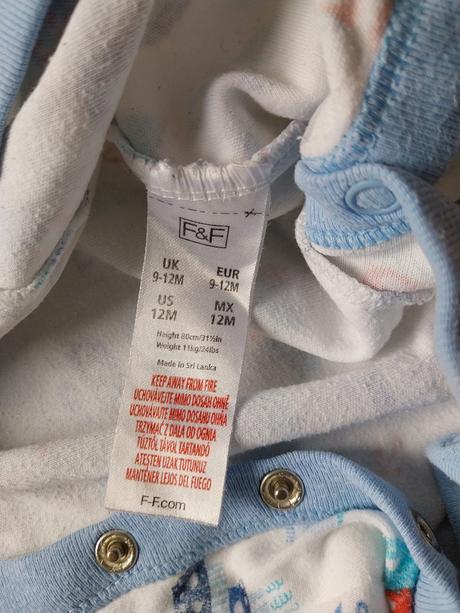 F&F
UK EUR
9-12M 9-12M
US MX
12M 12M
Height 80cm/31½in
Weight 11kg/24lbs
Made in Sri Lanka
KEEP AWAY FROM FIRE
UCHOVÁVEJTE MIMO DOSAH OHNĚ
UCHOVÁVAJTE MIMO DOSAHU OHŇA
TRZYMAĆ Z DALA OD OGNIA
TŰZTŐL TÁVOL TARTANDÓ
ATEŞTEN UZAK TUTUNUZ
MANTENER LEJOS DEL FUEGO
F-F.com